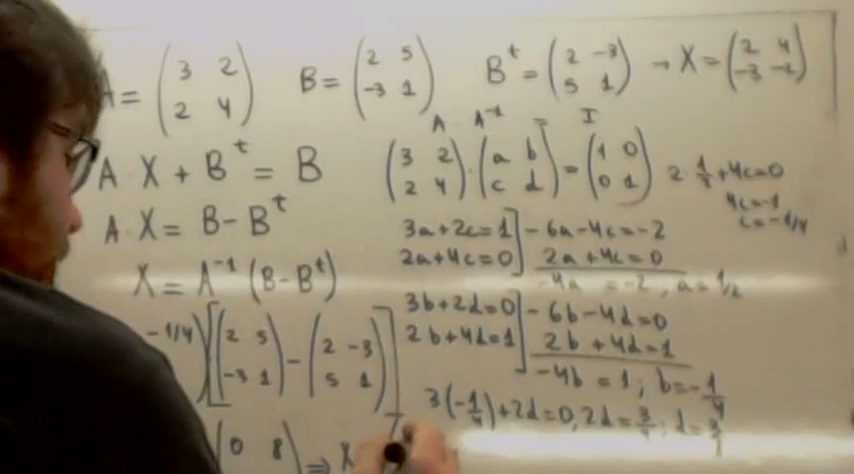 A = (3 2 / 2 4) B = (2 5 / -3 1) B^t = (2 -3 / 5 1) → X = (2 4 / -3 -2)
A · A^-1 = I
A · X + B^t = B
(3 2 / 2 4) · (a b / c d) = (1 0 / 0 1)
2 · 1/2 + 4c = 0
4c = -1
c = -1/4
A · X = B - B^t
X = A^-1 (B - B^t)
3a + 2c = 1 ] - 6a - 4c = -2
2a + 4c = 0 ] 2a + 4c = 0
-4a = -2, a = 1/2
3b + 2d = 0 ] - 6b - 4d = 0
2b + 4d = 1 ] 2b + 4d = 1
-4b = 1; b = -1/4
3(-1/4) + 2d = 0, 2d = 3/4; d = 3
-1/4) [(2 5 / -3 1) - (2 -3 / 5 1)]
(0 8 ) ⇒ X